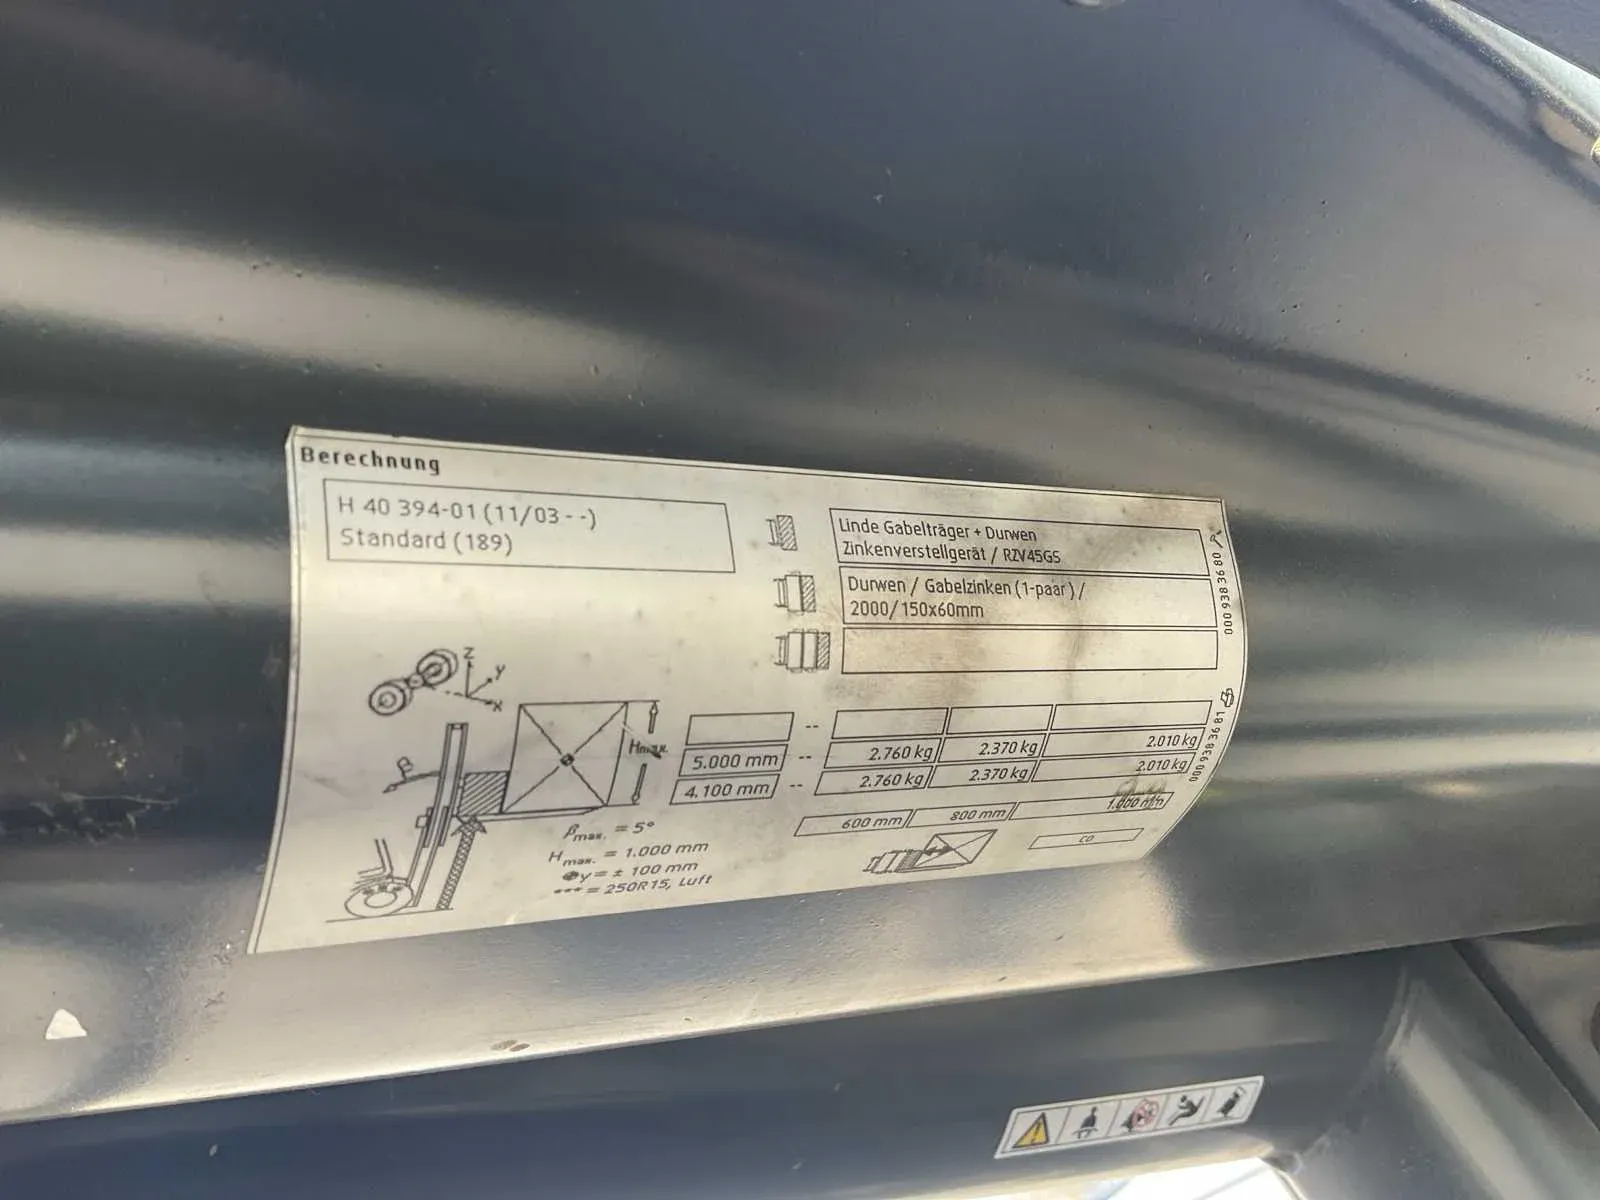 Berechnung
H 40 394-01 (11/03 - -)
Standard (189)
Linde Gabelträger + Durwen
Zinkenverstellgerät / RZV45GS
Durwen / Gabelzinken (1-paar) /
2000/150x60mm
000 938 36 80
000 938 36 81
Z
Y
X
β
Hmax.
5.000 mm -- 2.760 kg 2.370 kg 2.010 kg
4.100 mm -- 2.760 kg 2.370 kg 2.010 kg
600 mm 800 mm 1.000 mm
βmax. = 5°
Hmax. = 1.000 mm
y = ± 100 mm
*** = 250R15, Luft